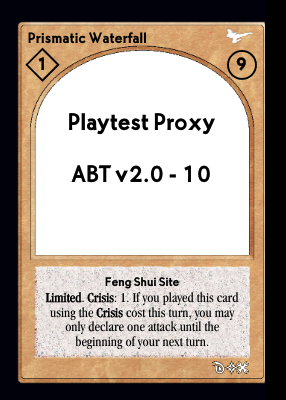 Prismatic Waterfall
1
9
Playtest Proxy
ABT v2.0 - 10
Feng Shui Site
Limited. Crisis: 1. If you played this card
using the Crisis cost this turn, you may
only declare one attack until the
beginning of your next turn.